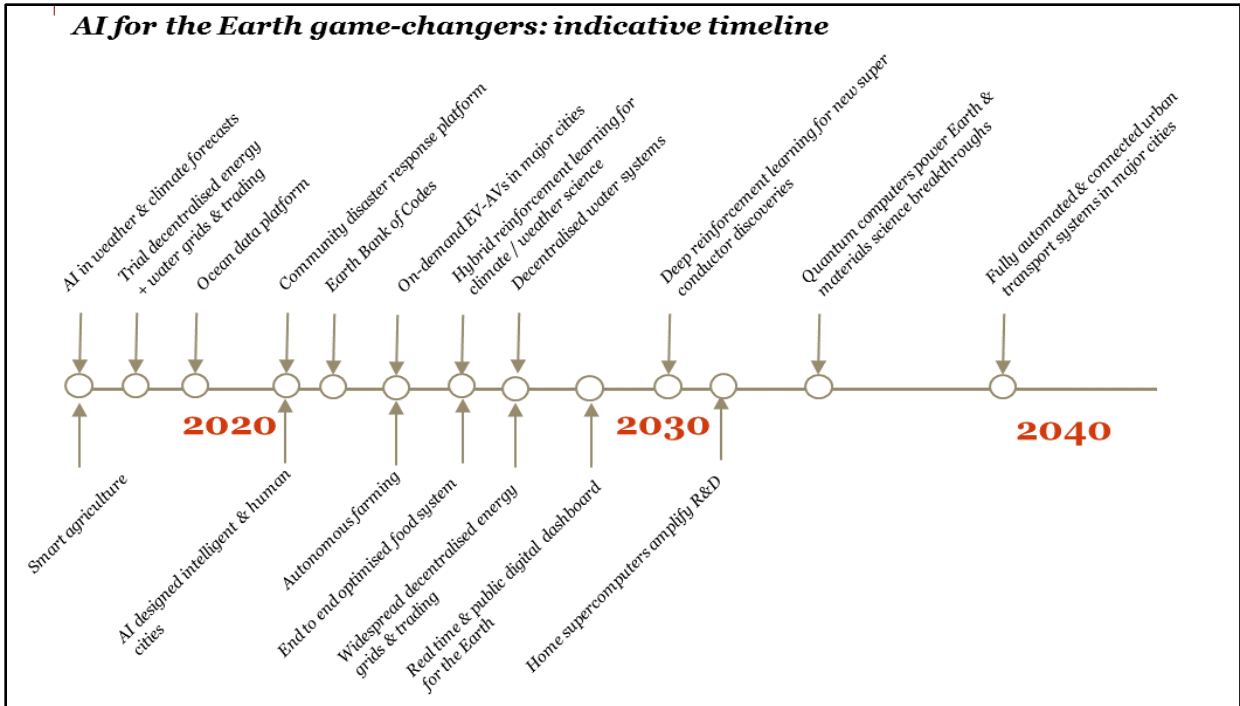 AI for the Earth game-changers: indicative timeline
AI in weather & climate forecasts
Trial decentralised energy
+ water grids & trading
Ocean data platform
Community disaster response platform
Earth Bank of Codes
On-demand EV-AVs in major cities
Hybrid reinforcement learning for
climate / weather science
Decentralised water systems
Deep reinforcement learning for new super
conductor discoveries
Quantum computers power Earth &
materials science breakthroughs
Fully automated & connected urban
transport systems in major cities
2020
2030
2040
Smart agriculture
AI designed intelligent & human
cities
Autonomous farming
End to end optimised food system
Widespread decentralised energy
grids & trading
Real time & public digital dashboard
for the Earth
Home supercomputers amplify R&D